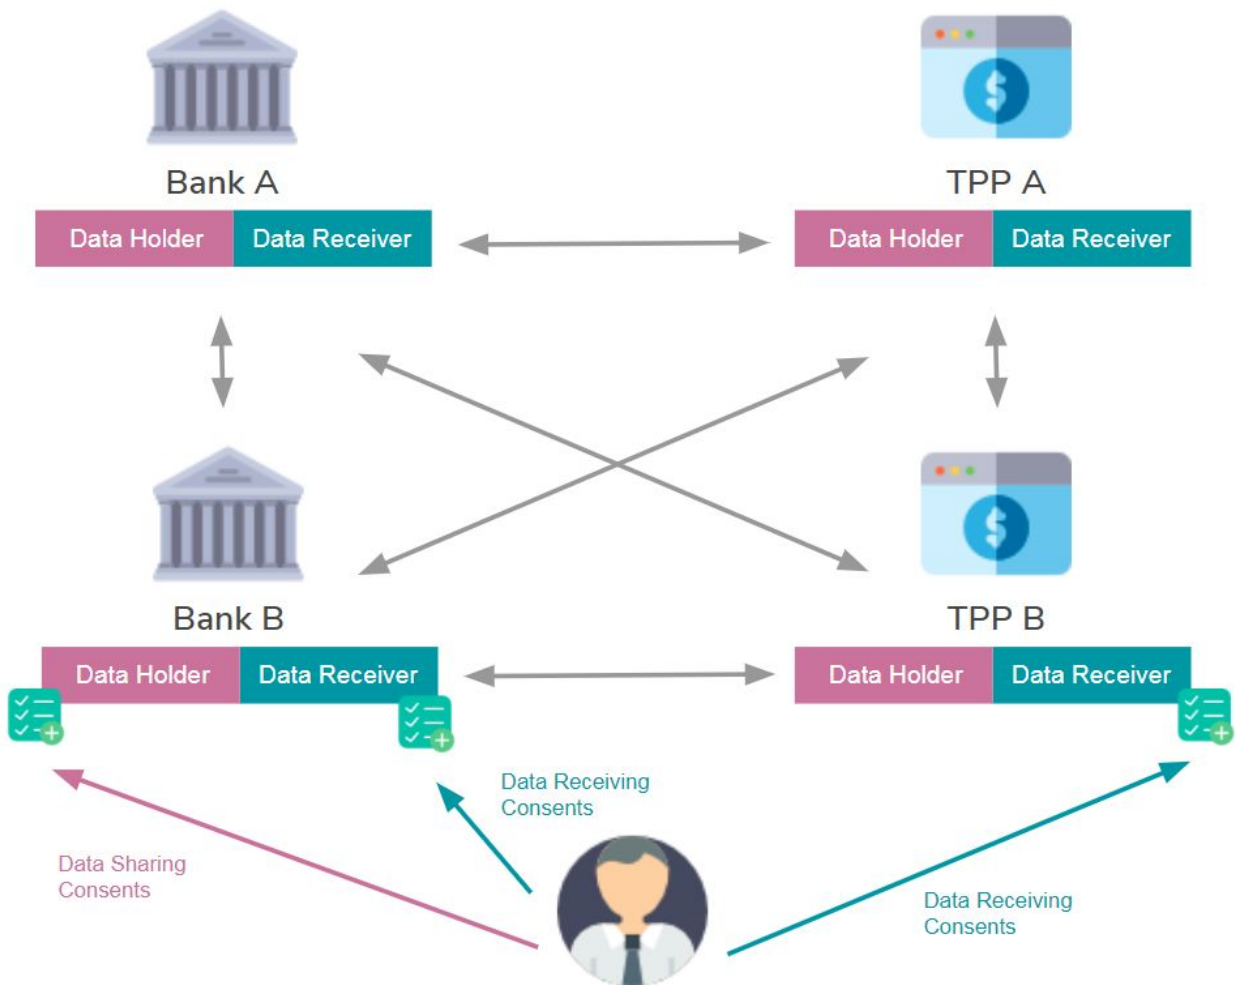 Bank A
TPP A
Data Holder
Data Receiver
Data Holder
Data Receiver
Bank B
TPP B
Data Holder
Data Receiver
Data Holder
Data Receiver
Data Receiving
Consents
Data Sharing
Consents
Data Receiving
Consents